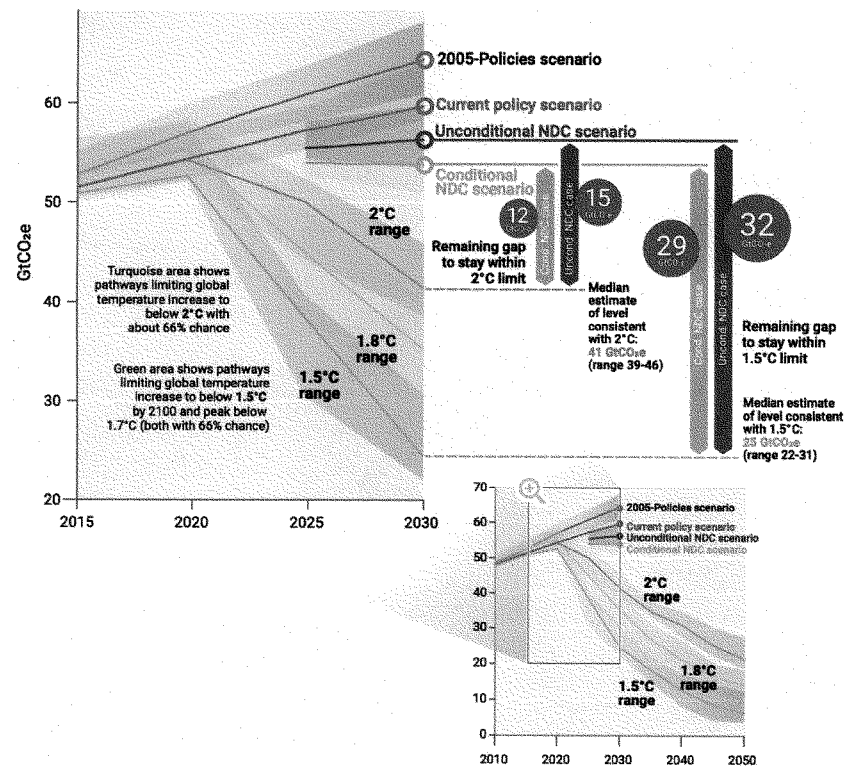 2005-Policies scenario
60
Current policy scenario
Unconditional NDC scenario
50
Conditional
NDC scenario
GtCO₂e
2°C
range
12
15
GtCO₂e
29
GtCO₂e
32
GtCO₂e
Uncond. NDC case
Cond. NDC case
Uncond. NDC case
Remaining gap
to stay within
2°C limit
Turquoise area shows
pathways limiting global
temperature increase to
below 2°C with
about 66% chance
40
Median
estimate
of level
consistent
with 2°C:
41 GtCO₂e
(range 39-46)
1.8°C
range
Remaining gap
to stay within
1.5°C limit
Green area shows pathways
limiting global temperature
increase to below 1.5°C
by 2100 and peak below
1.7°C (both with 66% chance)
1.5°C
range
30
Median estimate
of level consistent
with 1.5°C:
25 GtCO₂e
(range 22-31)
20
2015
2020
2025
2030
70
60
50
40
30
20
10
0
2005-Policies scenario
Current policy scenario
Unconditional NDC scenario
Conditional NDC scenario
2°C
range
1.8°C
range
1.5°C
range
2010
2020
2030
2040
2050